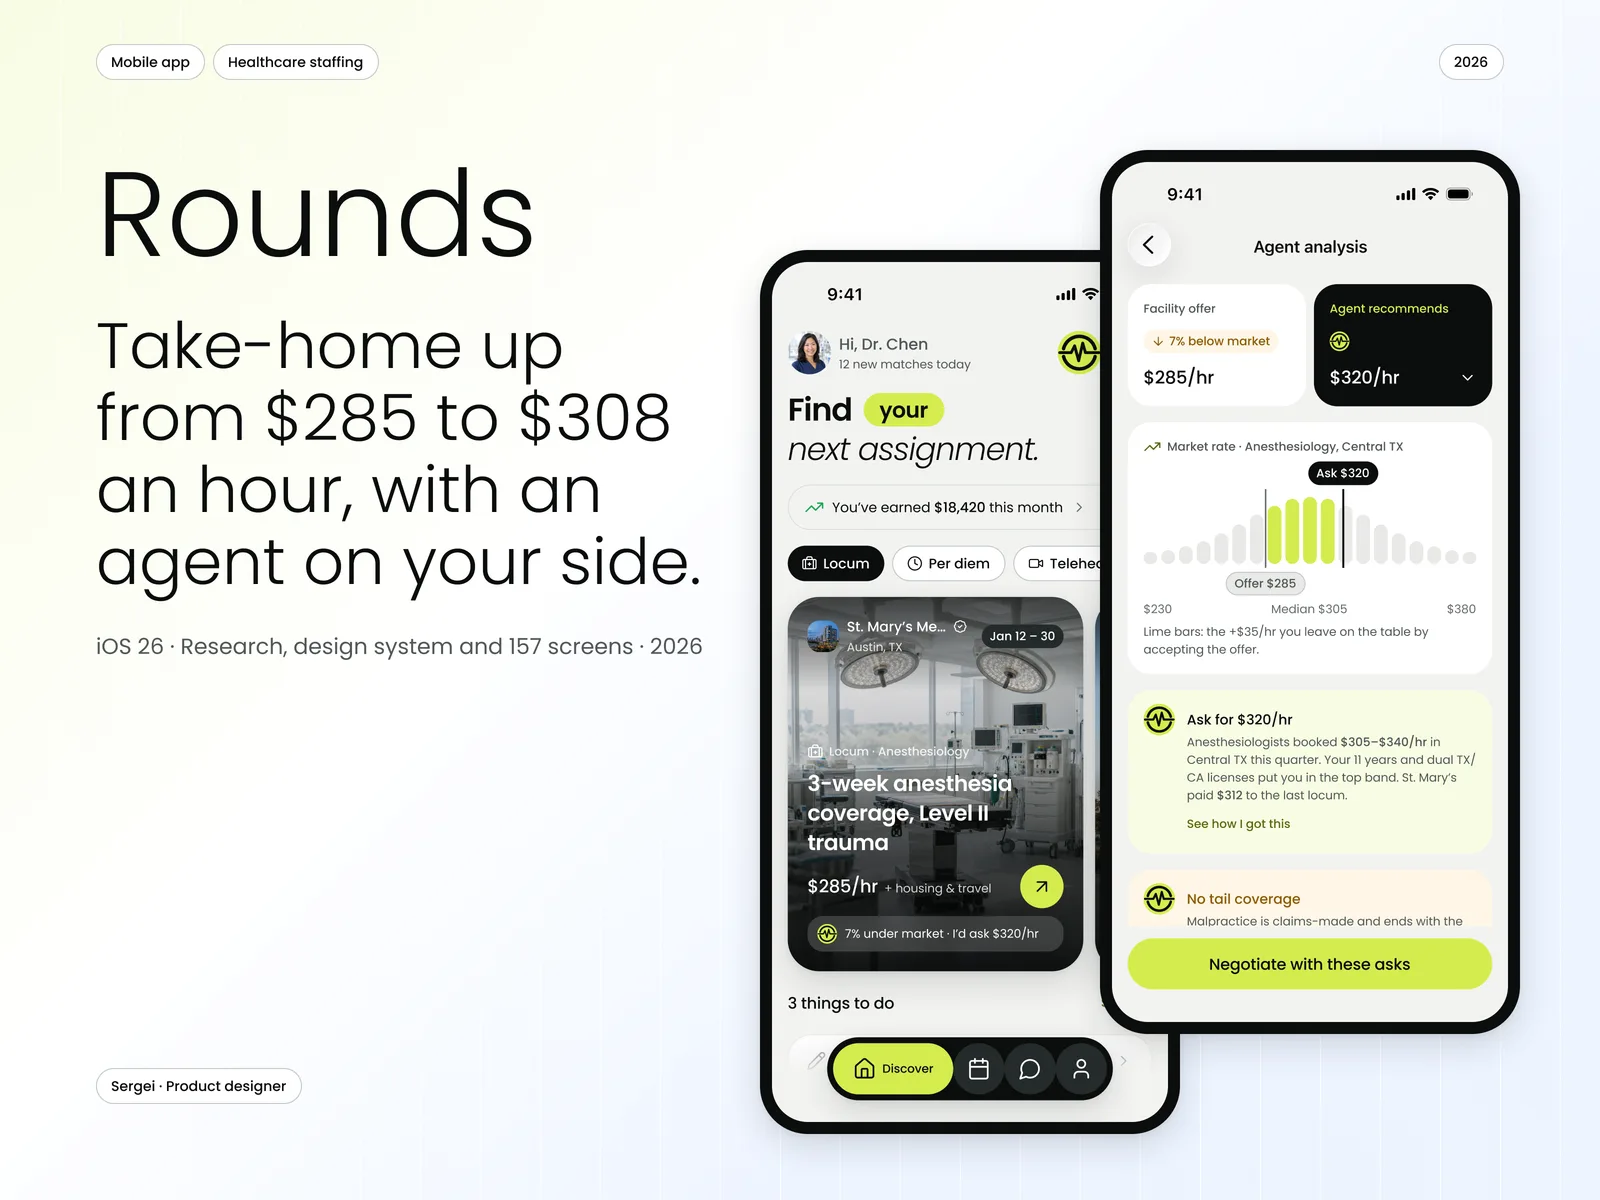 Mobile app
Healthcare staffing
2026
Rounds
Take-home up
from $285 to $308
an hour, with an
agent on your side.
iOS 26 · Research, design system and 157 screens · 2026
Sergei · Product designer
9:41
Hi, Dr. Chen
12 new matches today
Find your
next assignment.
You’ve earned $18,420 this month
Locum
Per diem
St. Mary’s Me...
Austin, TX
Jan 12 – 30
Locum · Anesthesiology
3-week anesthesia
coverage, Level II
trauma
$285/hr + housing & travel
7% under market · I’d ask $320/hr
3 things to do
Discover
9:41
Agent analysis
Facility offer
7% below market
$285/hr
Agent recommends
$320/hr
Market rate · Anesthesiology, Central TX
Ask $320
Offer $285
$230
Median $305
$380
Lime bars: the +$35/hr you leave on the table by
accepting the offer.
Ask for $320/hr
Anesthesiologists booked $305–$340/hr in
Central TX this quarter. Your 11 years and dual TX/
CA licenses put you in the top band. St. Mary’s
paid $312 to the last locum.
See how I got this
No tail coverage
Malpractice is claims-made and ends with the
Negotiate with these asks